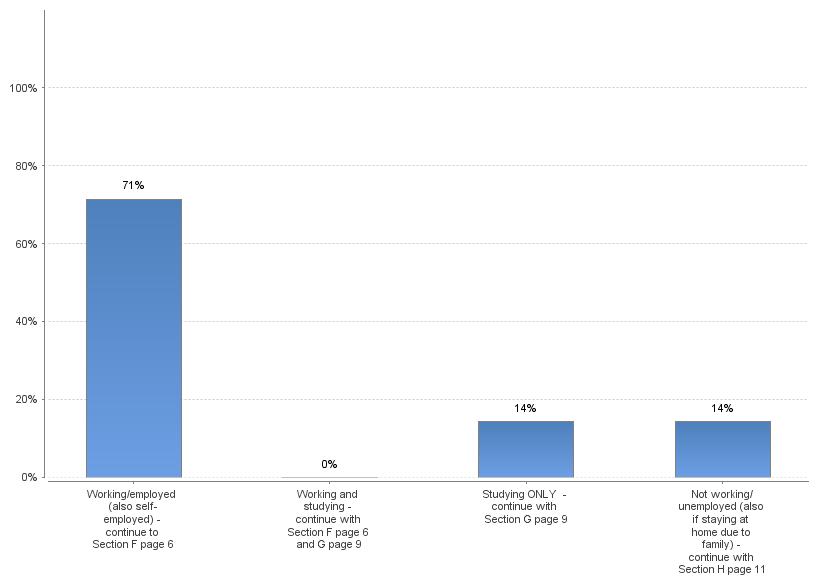 100%
80%
60%
40%
20%
0%
71%
0%
14%
14%
Working/employed
(also self-
employed) -
continue to
Section F page 6
Working and
studying -
continue with
Section F page 6
and G page 9
Studying ONLY  -
continue with
Section G page 9
Not working/
unemployed (also
if staying at
home due to
family) -
continue with
Section H page 11